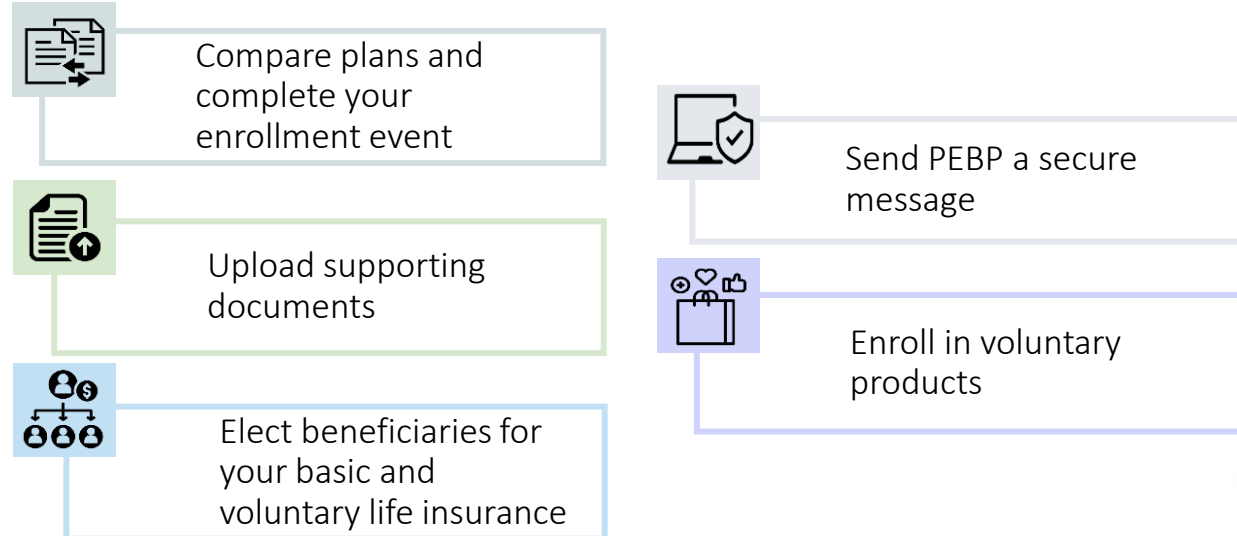 Compare plans and
complete your
enrollment event
Upload supporting
documents
Elect beneficiaries for
your basic and
voluntary life insurance
Send PEBP a secure
message
Enroll in voluntary
products